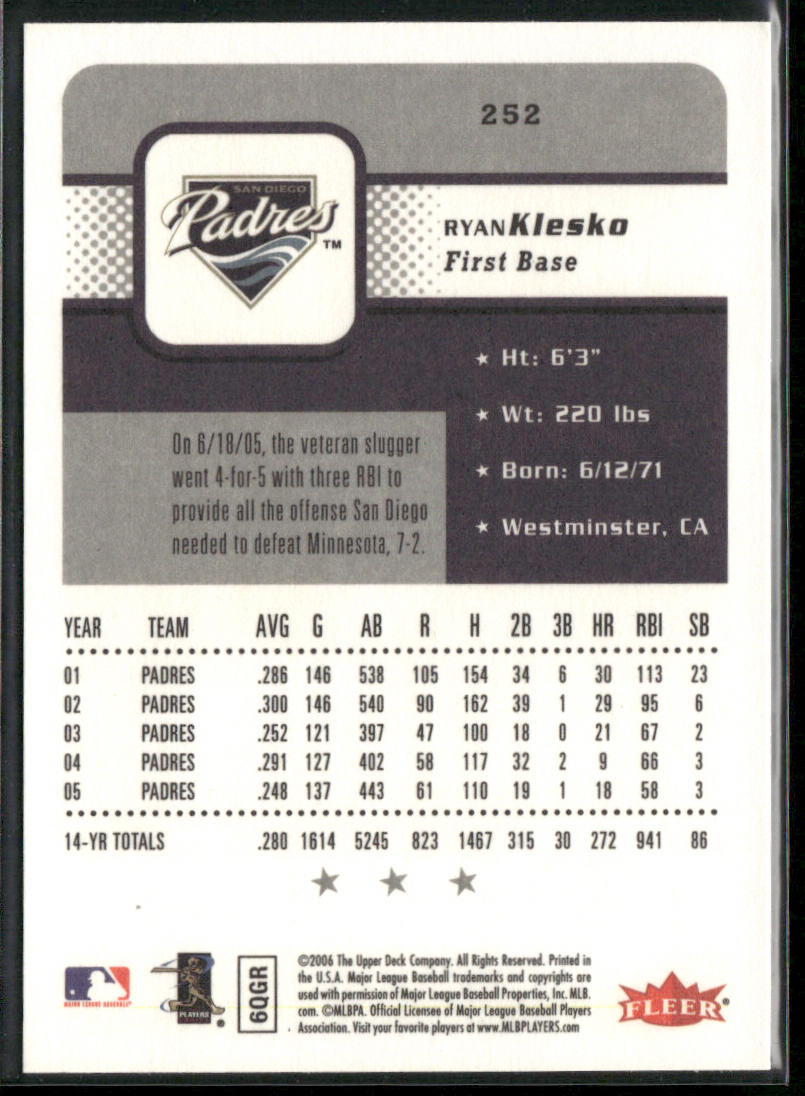 252
SAN DIEGO
Padres
TM
RYAN Klesko
First Base
★ Ht: 6'3"
★ Wt: 220 lbs
★ Born: 6/12/71
★ Westminster, CA
On 6/18/05, the veteran slugger
went 4-for-5 with three RBI to
provide all the offense San Diego
needed to defeat Minnesota, 7-2.
YEAR TEAM AVG G AB R H 2B 3B HR RBI SB
01 PADRES .286 146 538 105 154 34 6 30 113 23
02 PADRES .300 146 540 90 162 39 1 29 95 6
03 PADRES .252 121 397 47 100 18 0 21 67 2
04 PADRES .291 127 402 58 117 32 2 9 66 3
05 PADRES .248 137 443 61 110 19 1 18 58 3
14-YR TOTALS .280 1614 5245 823 1467 315 30 272 941 86
MAJOR LEAGUE BASEBALL®
PLAYERS
®
6QGR
©2006 The Upper Deck Company. All Rights Reserved. Printed in
the U.S.A. Major League Baseball trademarks and copyrights are
used with permission of Major League Baseball Properties, Inc. MLB.
com. ©MLBPA. Official Licensee of Major League Baseball Players
Association. Visit your favorite players at www.MLBPLAYERS.com
FLEER®